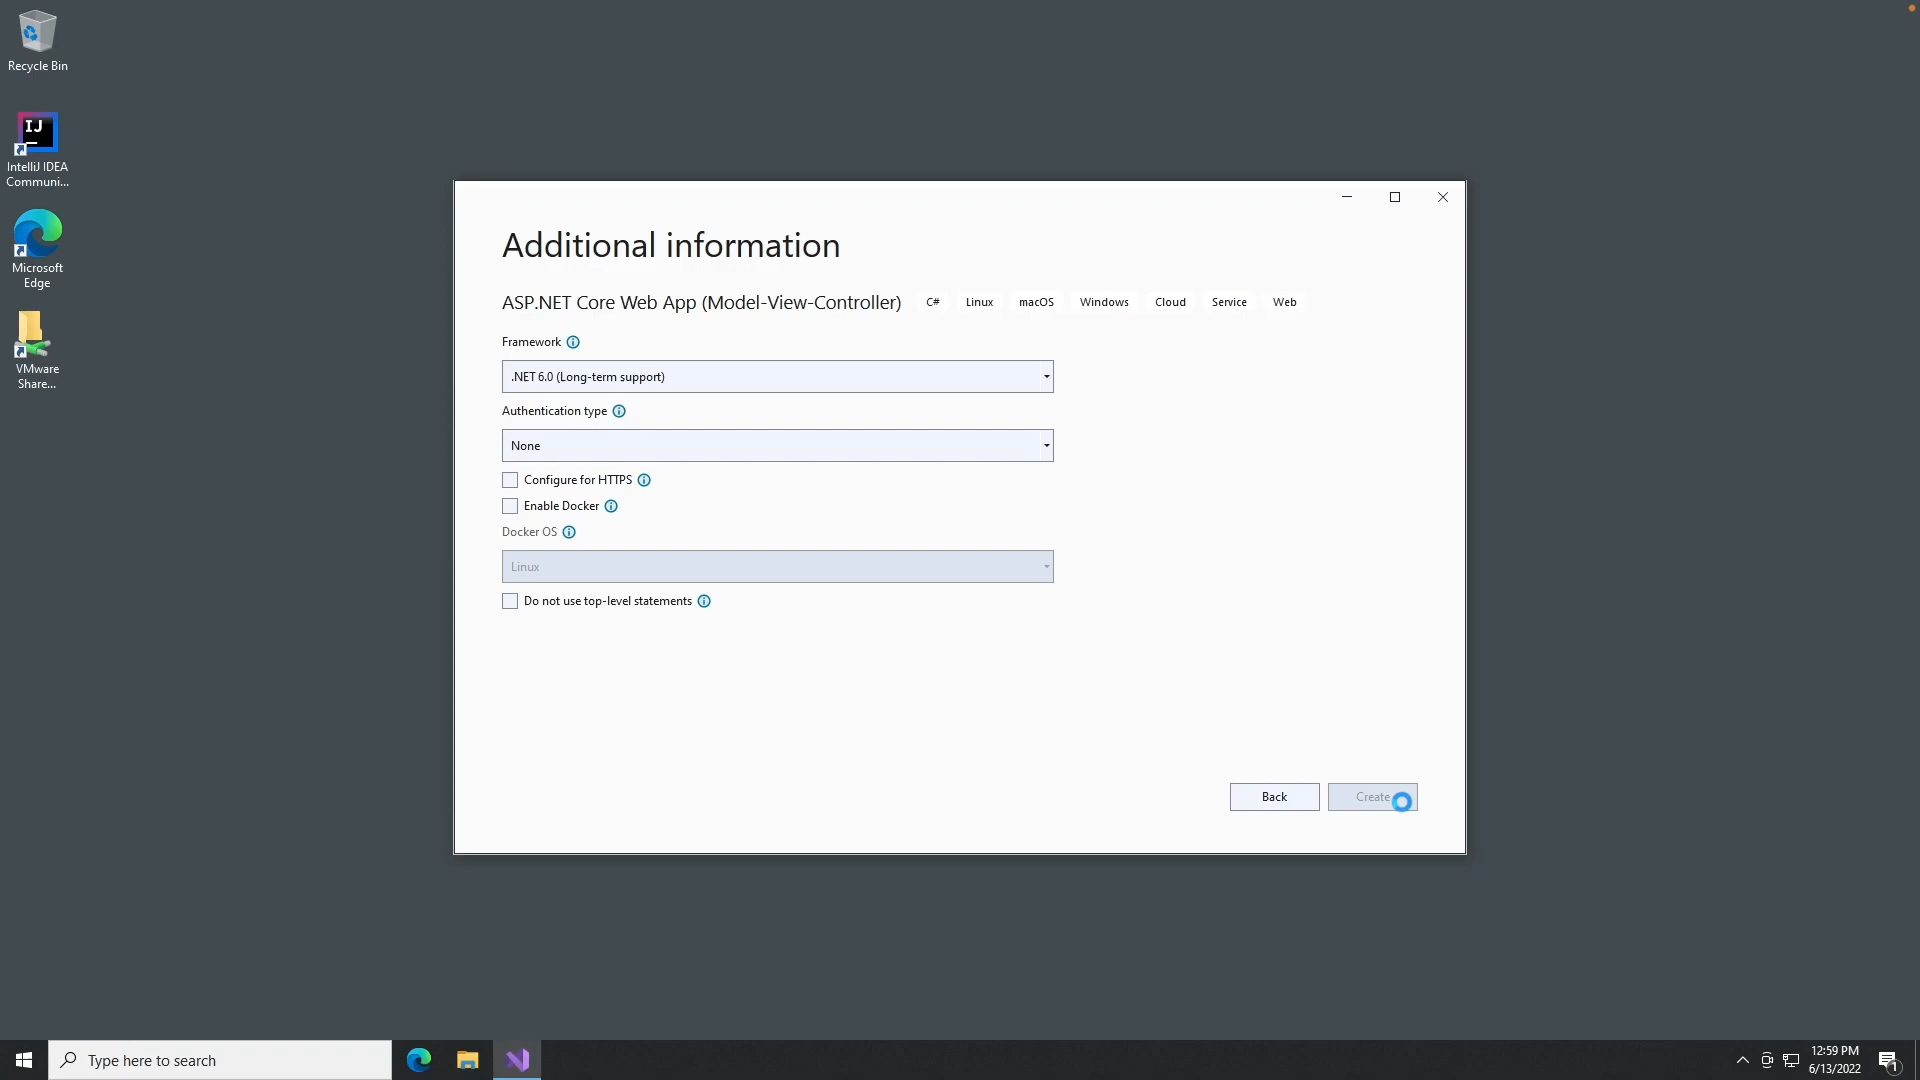 Recycle Bin
IJ
IntelliJ IDEA
Communi...
Microsoft
Edge
VMware
Share...
Additional information
ASP.NET Core Web App (Model-View-Controller) C# Linux macOS Windows Cloud Service Web
Framework
.NET 6.0 (Long-term support)
Authentication type
None
Configure for HTTPS
Enable Docker
Docker OS
Linux
Do not use top-level statements
Back Create
Type here to search
12:59 PM
6/13/2022
1